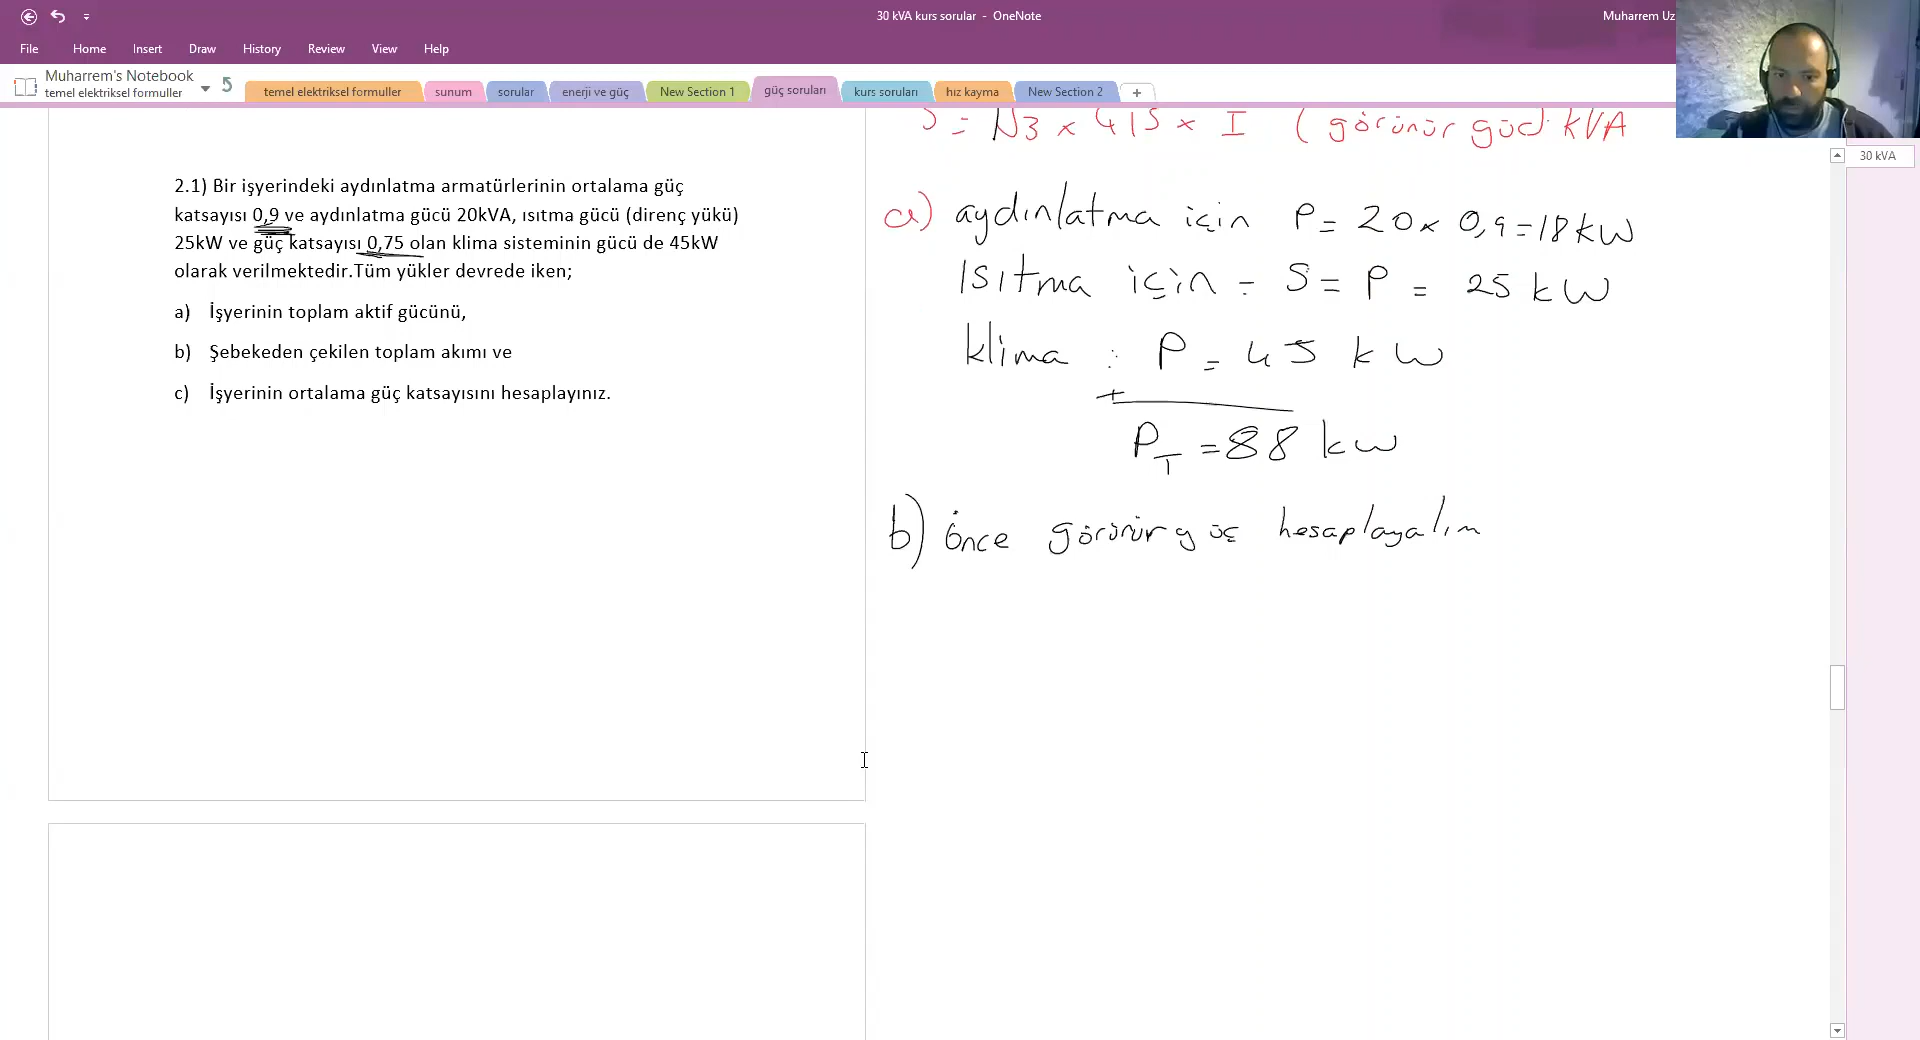 30 kVA kurs sorular - OneNote
Muharrem Uz
File Home Insert Draw History Review View Help
Muharrem's Notebook
temel elektriksel formuller
temel elektriksel formuller sunum sorular enerji ve güç New Section 1 güç soruları kurs soruları hız kayma New Section 2 +
30 kVA
2.1) Bir işyerindeki aydınlatma armatürlerinin ortalama güç
katsayısı 0,9 ve aydınlatma gücü 20kVA, ısıtma gücü (direnç yükü)
25kW ve güç katsayısı 0,75 olan klima sisteminin gücü de 45kW
olarak verilmektedir.Tüm yükler devrede iken;
a) İşyerinin toplam aktif gücünü,
b) Şebekeden çekilen toplam akımı ve
c) İşyerinin ortalama güç katsayısını hesaplayınız.
S = √3 x 415 x I (görünür güç) kVA
a) aydınlatma için P = 20 x 0,9 = 18 kW
Isıtma için = S = P = 25 kW
klima : P = 45 kW
+
P_T = 88 kw
b) Önce görünür güç hesaplayalım